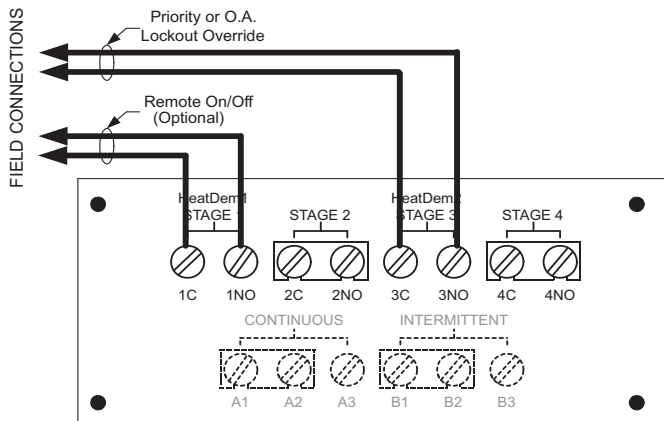 Priority or O.A.
Lockout Override
Remote On/Off
(Optional)
FIELD CONNECTIONS
HeatDem1
STAGE 1
STAGE 2
HeatDem2
STAGE 3
STAGE 4
1C 1NO 2C 2NO 3C 3NO 4C 4NO
CONTINUOUS INTERMITTENT
A1 A2 A3 B1 B2 B3